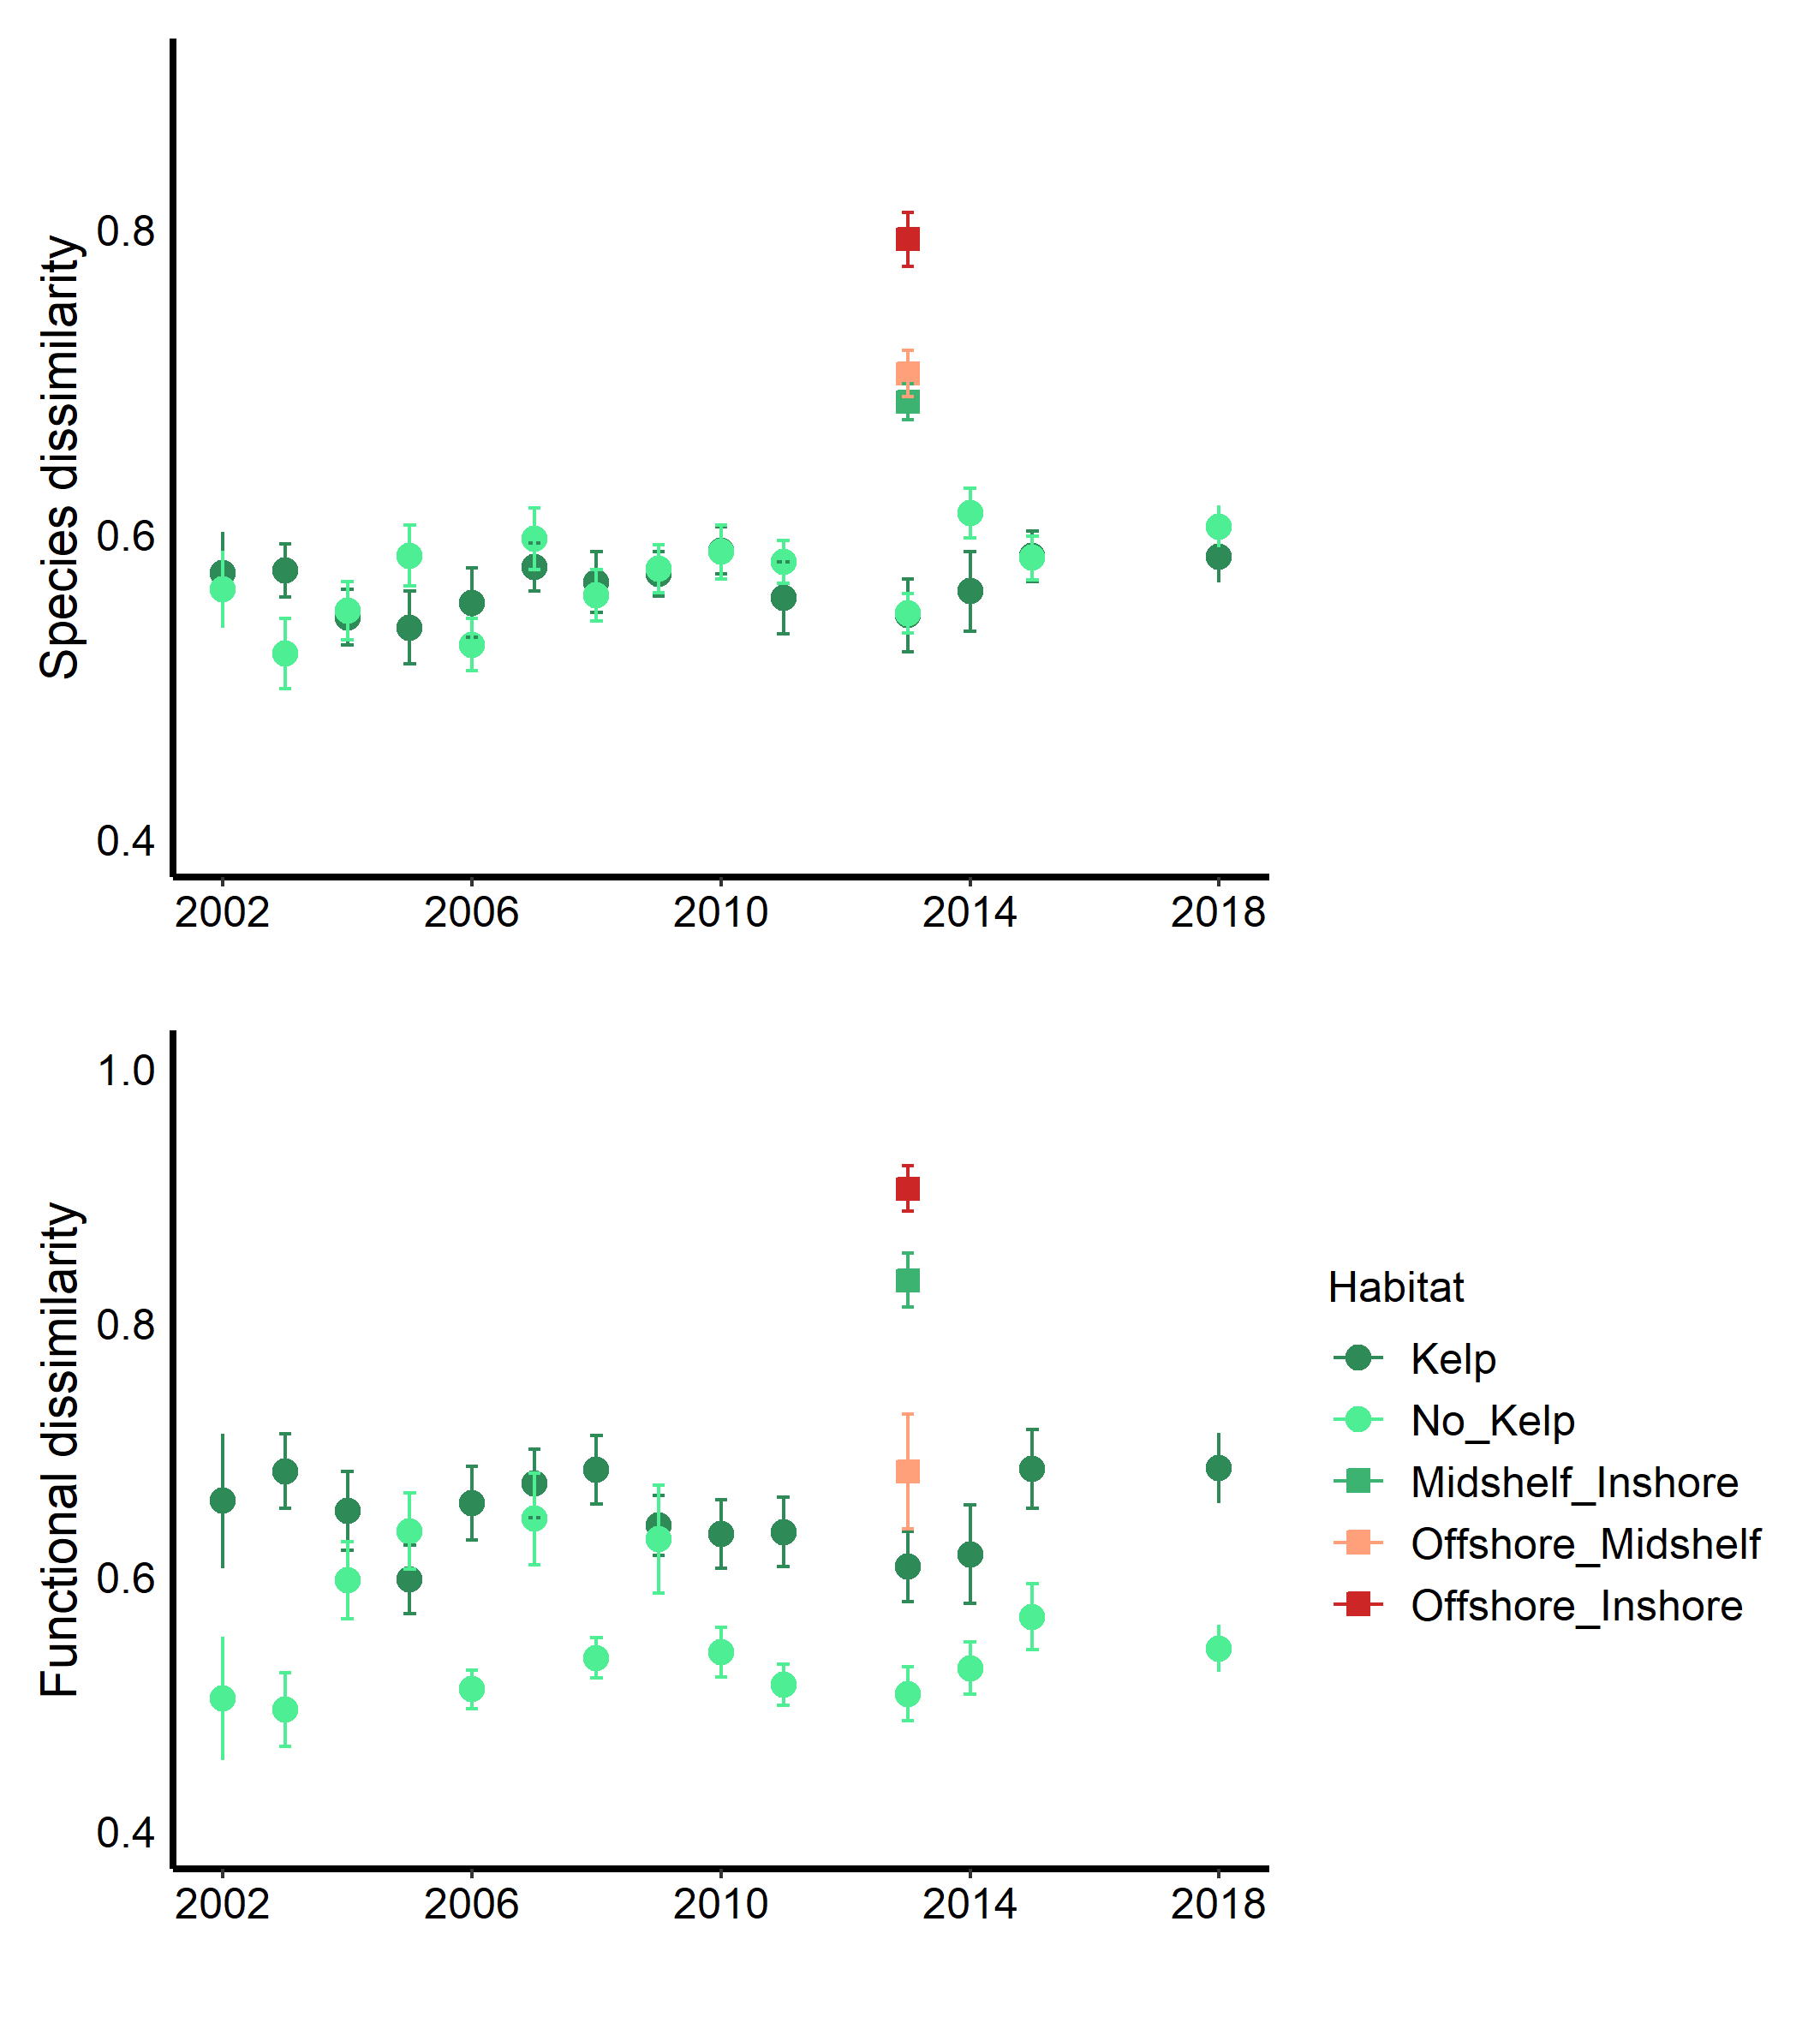 Species dissimilarity
0.8
0.6
0.4
2002 2006 2010 2014 2018
Functional dissimilarity
1.0
0.8
0.6
0.4
2002 2006 2010 2014 2018
Habitat
Kelp
No_Kelp
Midshelf_Inshore
Offshore_Midshelf
Offshore_Inshore